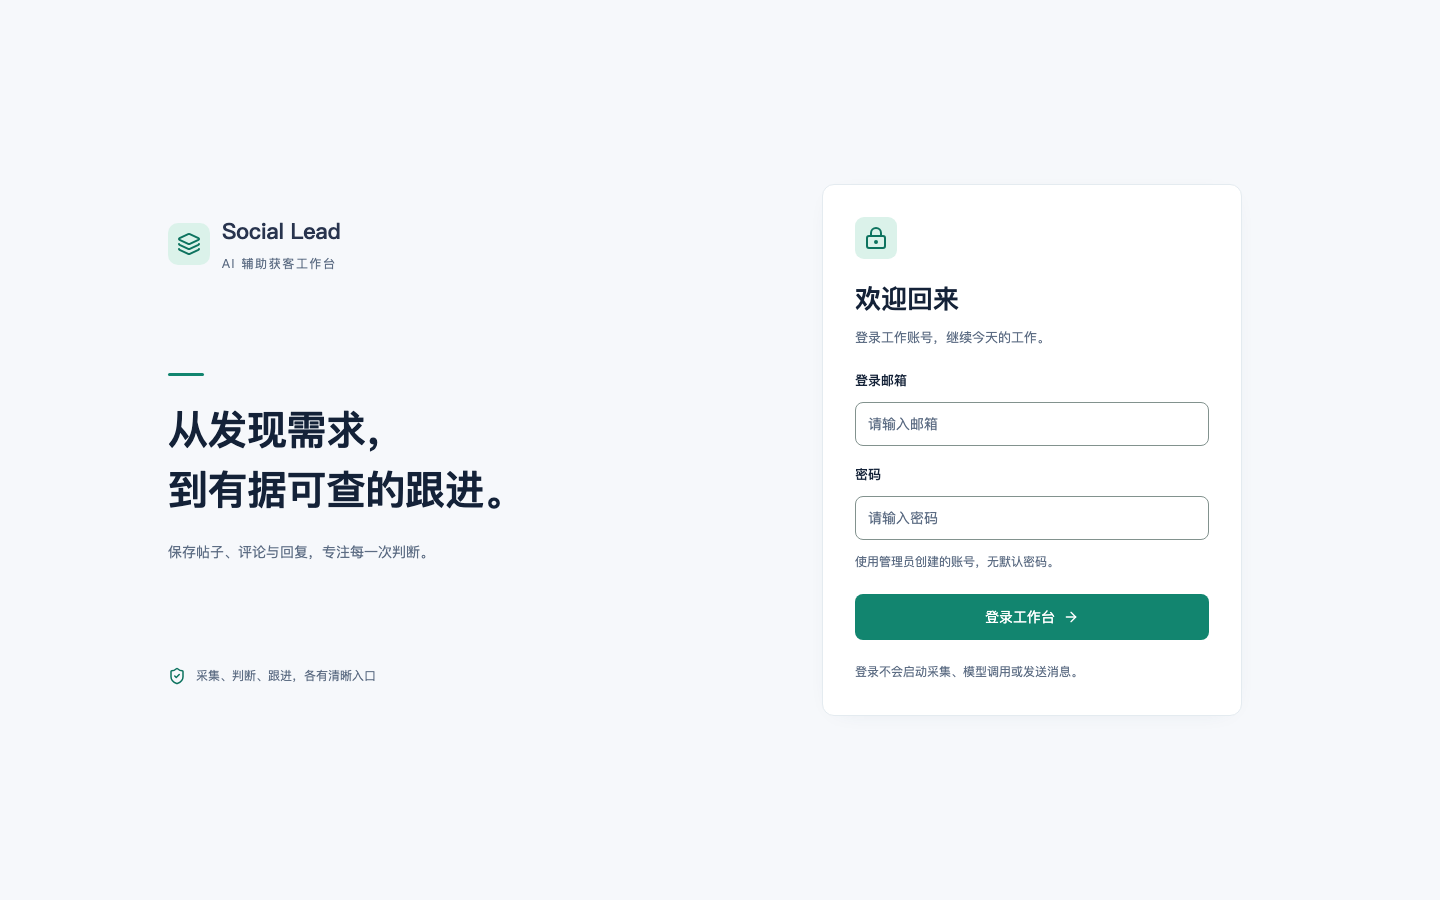 Social Lead
AI 辅助获客工作台
从发现需求，
到有据可查的跟进。
保存帖子、评论与回复，专注每一次判断。
采集、判断、跟进，各有清晰入口
欢迎回来
登录工作账号，继续今天的工作。
登录邮箱
请输入邮箱
密码
请输入密码
使用管理员创建的账号，无默认密码。
登录工作台
登录不会启动采集、模型调用或发送消息。